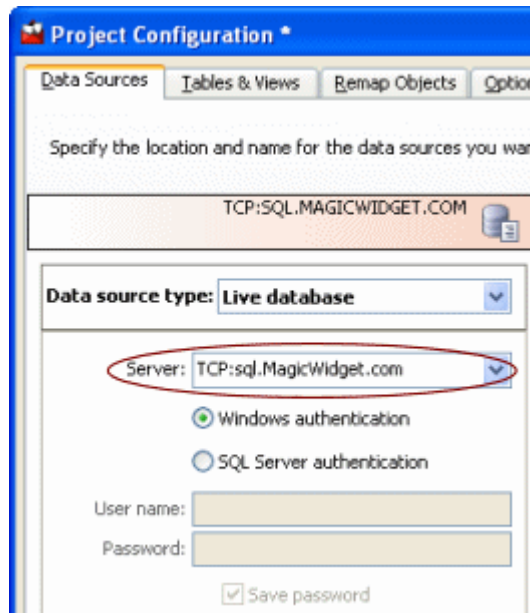 Project Configuration *
Data Sources Tables & Views Remap Objects Optio
Specify the location and name for the data sources you wan
TCP:SQL.MAGICWIDGET.COM
Data source type: Live database
Server: TCP:sql.MagicWidget.com
Windows authentication
SQL Server authentication
User name:
Password:
Save password